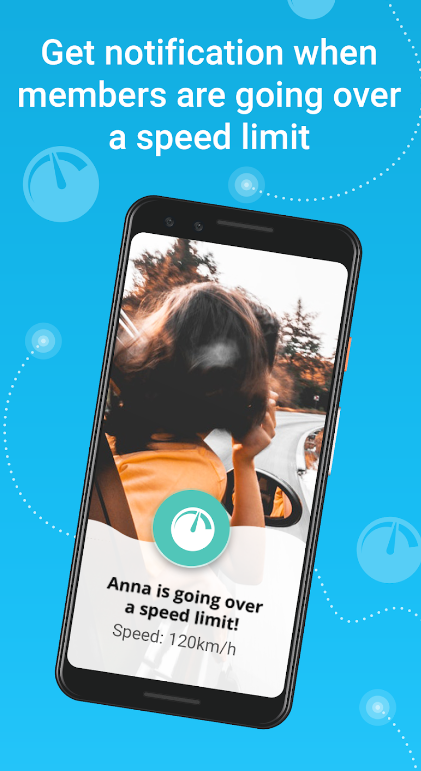 Get notification when
members are going over
a speed limit
Anna is going over
a speed limit!
Speed: 120km/h